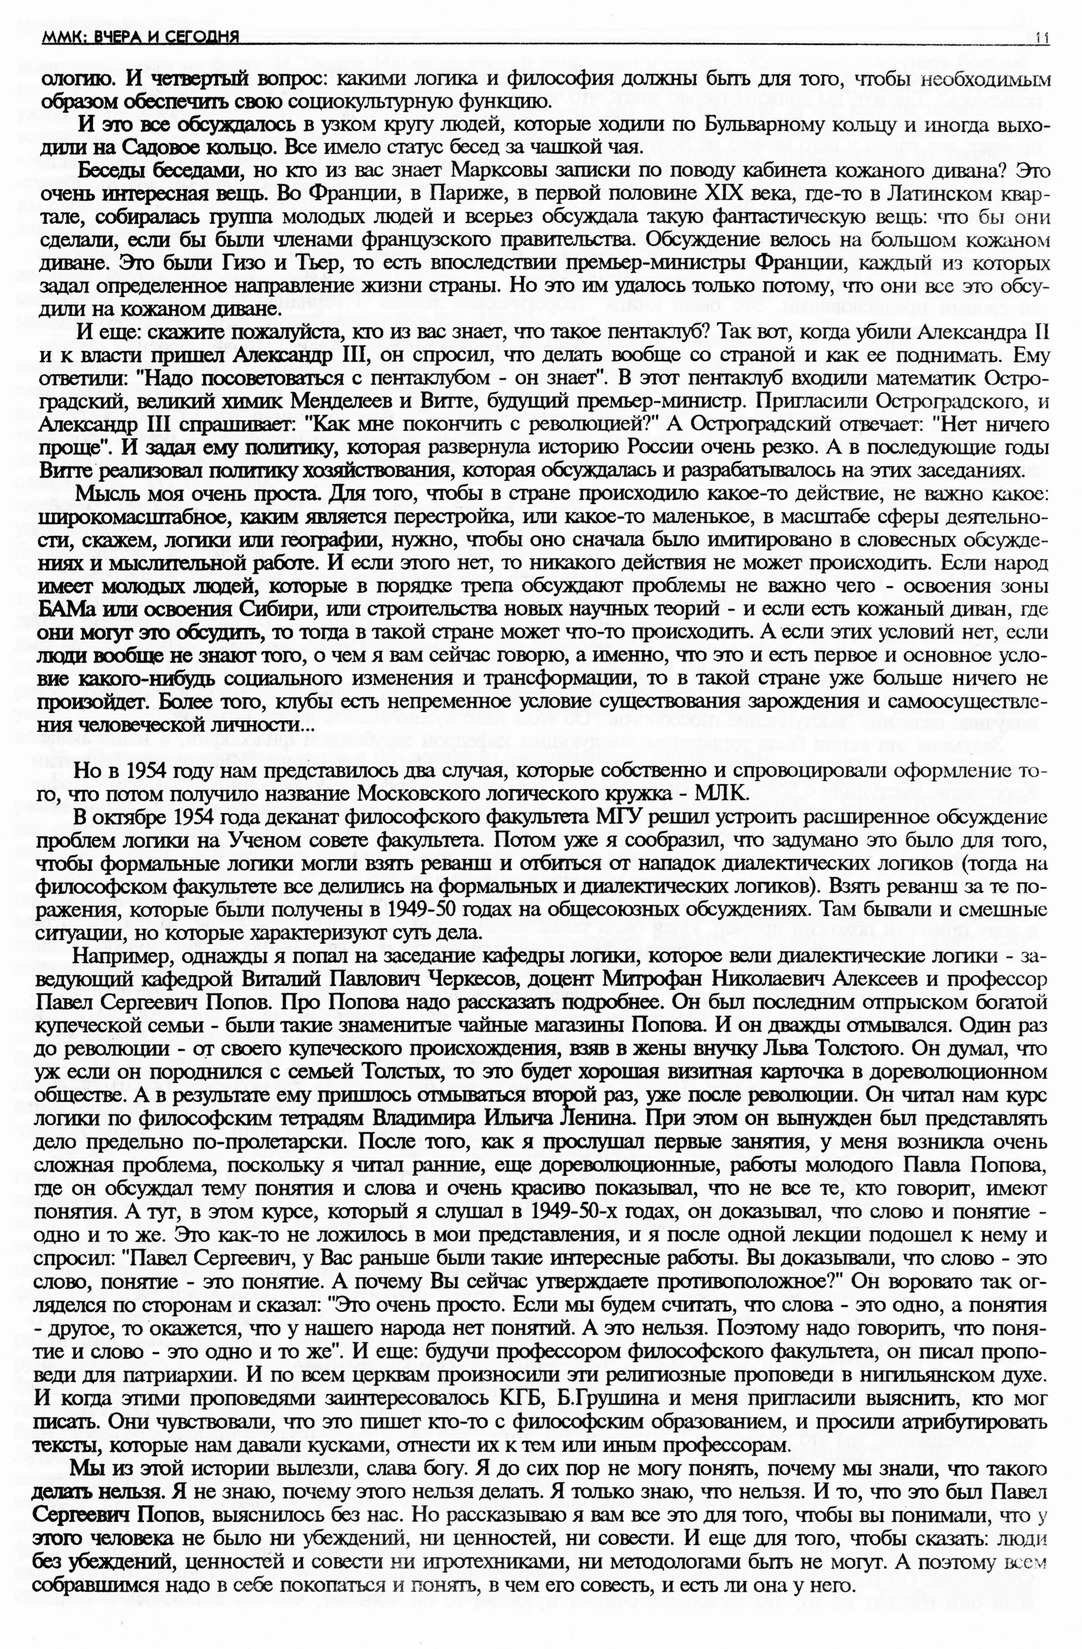 ММК: ВЧЕРА И СЕГОДНЯ 11
ологию. И четвертый вопрос: какими логика и философия должны быть для того, чтобы необходимым
образом обеспечить свою социокультурную функцию.
И это все обсуждалось в узком кругу людей, которые ходили по Бульварному кольцу и иногда выхо-
дили на Садовое кольцо. Все имело статус бесед за чашкой чая.
Беседы беседами, но кто из вас знает Марксовы записки по поводу кабинета кожаного дивана? Это
очень интересная вещь. Во Франции, в Париже, в первой половине XIX века, где-то в Латинском квар-
тале, собиралась группа молодых людей и всерьез обсуждала такую фантастическую вещь: что бы они
сделали, если бы были членами французского правительства. Обсуждение велось на большом кожаном
диване. Это были Гизо и Тьер, то есть впоследствии премьер-министры Франции, каждый из которых
задал определенное направление жизни страны. Но это им удалось только потому, что они все это обсу-
дили на кожаном диване.
И еще: скажите пожалуйста, кто из вас знает, что такое пентаклуб? Так вот, когда убили Александра II
и к власти пришел Александр III, он спросил, что делать вообще со страной и как ее поднимать. Ему
ответили: "Надо посоветоваться с пентаклубом - он знает". В этот пентаклуб входили математик Остро-
градский, великий химик Менделеев и Витте, будущий премьер-министр. Пригласили Остроградского, и
Александр III спрашивает: "Как мне покончить с революцией?" А Остроградский отвечает: "Нет ничего
проще". И задал ему политику, которая развернула историю России очень резко. А в последующие годы
Витте реализовал политику хозяйствования, которая обсуждалась и разрабатывалось на этих заседаниях.
Мысль моя очень проста. Для того, чтобы в стране происходило какое-то действие, не важно какое:
широкомасштабное, каким является перестройка, или какое-то маленькое, в масштабе сферы деятельно-
сти, скажем, логики или географии, нужно, чтобы оно сначала было имитировано в словесных обсужде-
ниях и мыслительной работе. И если этого нет, то никакого действия не может происходить. Если народ
имеет молодых людей, которые в порядке трепа обсуждают проблемы не важно чего - освоения зоны
БАМа или освоения Сибири, или строительства новых научных теорий - и если есть кожаный диван, где
они могут это обсудить, то тогда в такой стране может что-то происходить. А если этих условий нет, если
люди вообще не знают того, о чем я вам сейчас говорю, а именно, что это и есть первое и основное усло-
вие какого-нибудь социального изменения и трансформации, то в такой стране уже больше ничего не
произойдет. Более того, клубы есть непременное условие существования зарождения и самоосуществле-
ния человеческой личности...
Но в 1954 году нам представилось два случая, которые собственно и спровоцировали оформление то-
го, что потом получило название Московского логического кружка - МЛК.
В октябре 1954 года деканат философского факультета МГУ решил устроить расширенное обсуждение
проблем логики на Ученом совете факультета. Потом уже я сообразил, что задумано это было для того,
чтобы формальные логики могли взять реванш и отбиться от нападок диалектических логиков (тогда на
философском факультете все делились на формальных и диалектических логиков). Взять реванш за те по-
ражения, которые были получены в 1949-50 годах на общесоюзных обсуждениях. Там бывали и смешные
ситуации, но которые характеризуют суть дела.
Например, однажды я попал на заседание кафедры логики, которое вели диалектические логики - за-
ведующий кафедрой Виталий Павлович Черкесов, доцент Митрофан Николаевич Алексеев и профессор
Павел Сергеевич Попов. Про Попова надо рассказать подробнее. Он был последним отпрыском богатой
купеческой семьи - были такие знаменитые чайные магазины Попова. И он дважды отмывался. Один раз
до революции - от своего купеческого происхождения, взяв в жены внучку Льва Толстого. Он думал, что
уж если он породнился с семьей Толстых, то это будет хорошая визитная карточка в дореволюционном
обществе. А в результате ему пришлось отмываться второй раз, уже после революции. Он читал нам курс
логики по философским тетрадям Владимира Ильича Ленина. При этом он вынужден был представлять
дело предельно по-пролетарски. После того, как я прослушал первые занятия, у меня возникла очень
сложная проблема, поскольку я читал ранние, еще дореволюционные, работы молодого Павла Попова,
где он обсуждал тему понятия и слова и очень красиво показывал, что не все те, кто говорит, имеют
понятия. А тут, в этом курсе, который я слушал в 1949-50-х годах, он доказывал, что слово и понятие -
одно и то же. Это как-то не ложилось в мои представления, и я после одной лекции подошел к нему и
спросил: "Павел Сергеевич, у Вас раньше были такие интересные работы. Вы доказывали, что слово - это
слово, понятие - это понятие. А почему Вы сейчас утверждаете противоположное?" Он воровато так ог-
ляделся по сторонам и сказал: "Это очень просто. Если мы будем считать, что слова - это одно, а понятия
- другое, то окажется, что у нашего народа нет понятий. А это нельзя. Поэтому надо говорить, что поня-
тие и слово - это одно и то же". И еще: будучи профессором философского факультета, он писал пропо-
веди для патриархии. И по всем церквам произносили эти религиозные проповеди в нигильянском духе.
И когда этими проповедями заинтересовалось КГБ, Б.Грушина и меня пригласили выяснить, кто мог
писать. Они чувствовали, что это пишет кто-то с философским образованием, и просили атрибутировать
тексты, которые нам давали кусками, отнести их к тем или иным профессорам.
Мы из этой истории вылезли, слава богу. Я до сих пор не могу понять, почему мы знали, что такого
делать нельзя. Я не знаю, почему этого нельзя делать. Я только знаю, что нельзя. И то, что это был Павел
Сергеевич Попов, выяснилось без нас. Но рассказываю я вам все это для того, чтобы вы понимали, что у
этого человека не было ни убеждений, ни ценностей, ни совести. И еще для того, чтобы сказать: люди
без убеждений, ценностей и совести ни игротехниками, ни методологами быть не могут. А поэтому всем
собравшимся надо в себе покопаться и понять, в чем его совесть, и есть ли она у него.